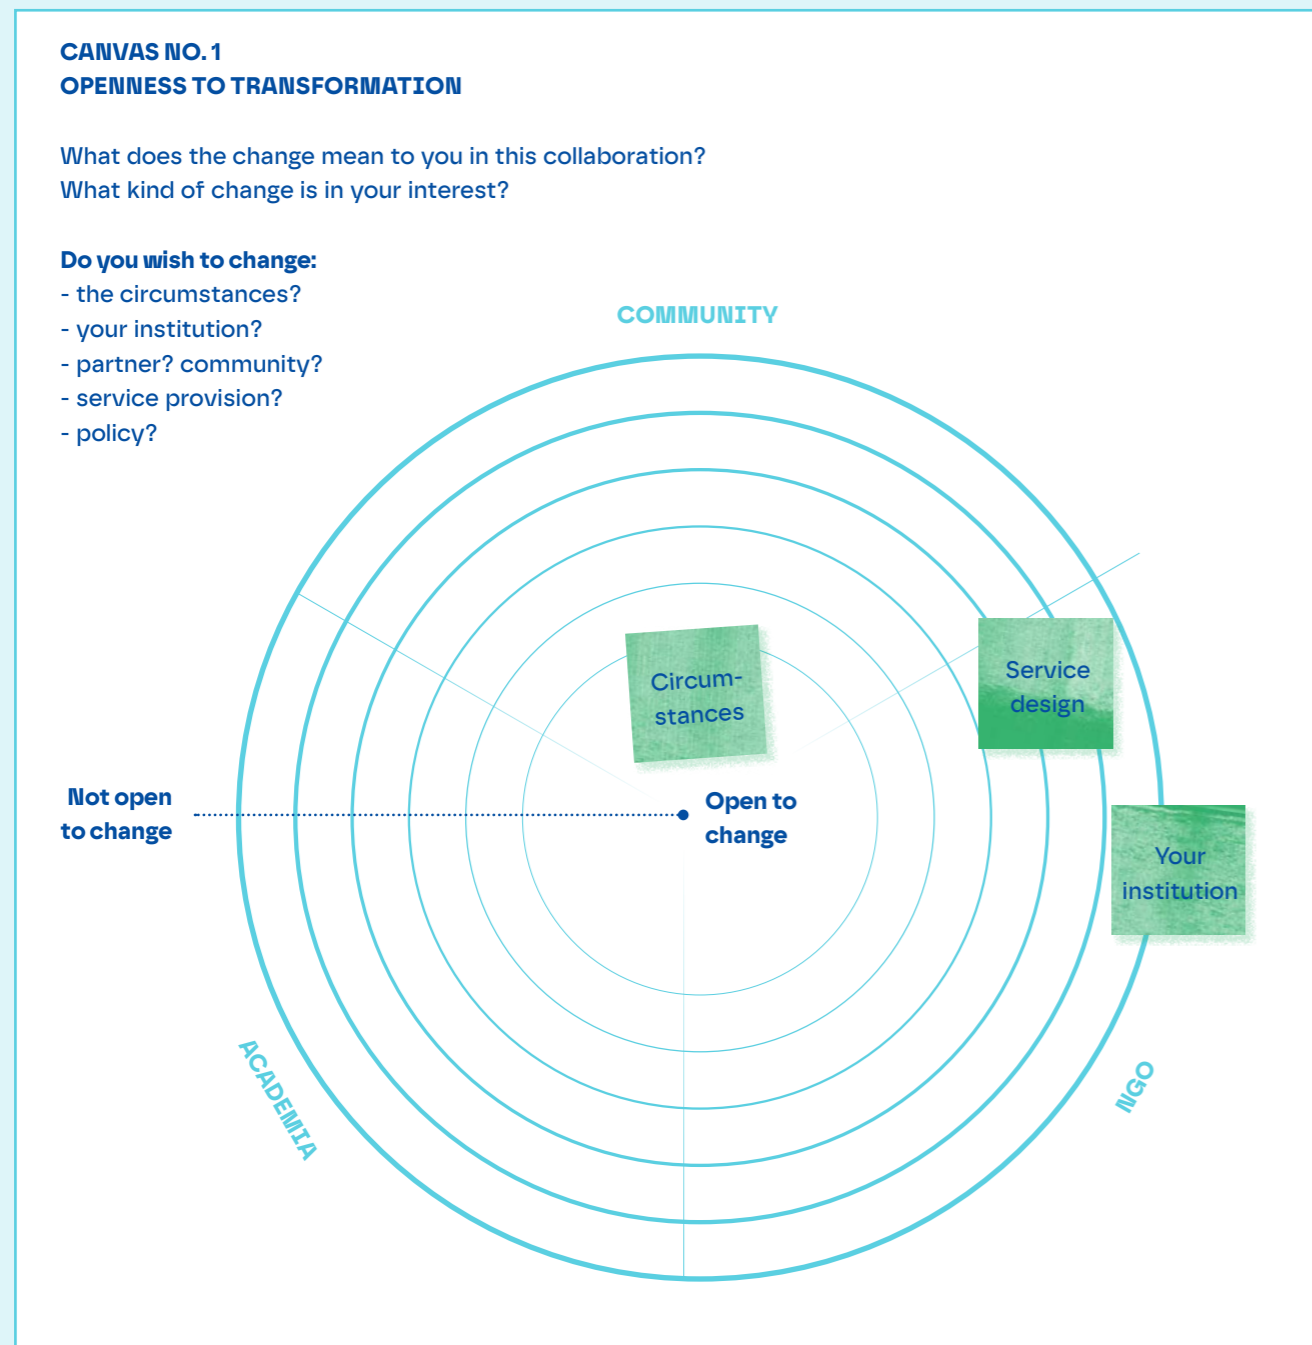 CANVAS NO. 1
OPENNESS TO TRANSFORMATION
What does the change mean to you in this collaboration?
What kind of change is in your interest?
Do you wish to change:
- the circumstances?
- your institution?
- partner? community?
- service provision?
- policy?
COMMUNITY
Circum-
stances
Service
design
Not open
to change
Open to
change
Your
institution
ACADEMIA
NGO